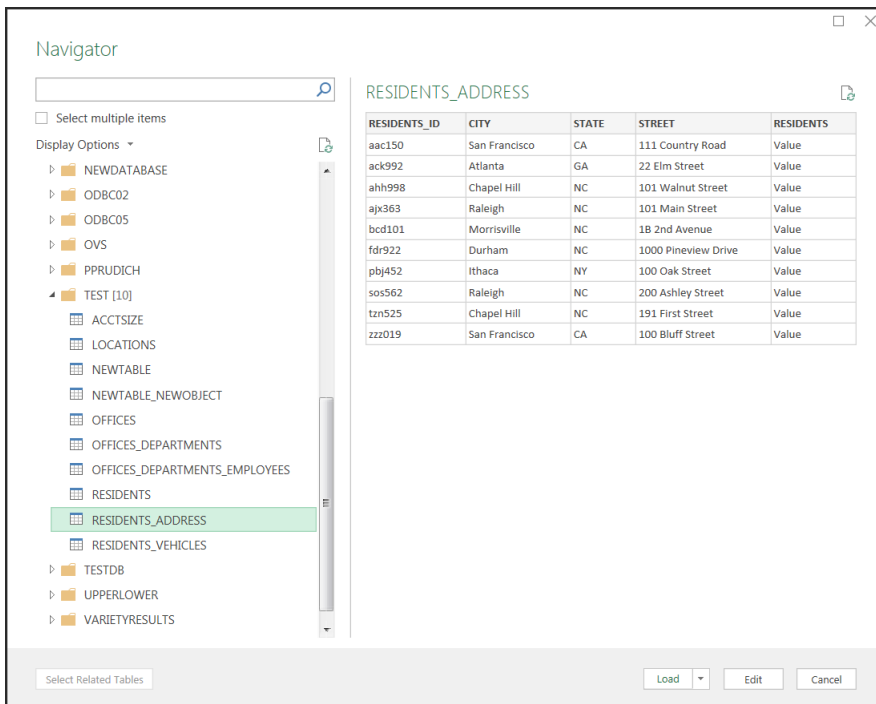 Navigator
Select multiple items
Display Options
NEWDATABASE
ODBC02
ODBC05
OVS
PPRUDICH
TEST [10]
ACCTSIZE
LOCATIONS
NEWTABLE
NEWTABLE_NEWOBJECT
OFFICES
OFFICES_DEPARTMENTS
OFFICES_DEPARTMENTS_EMPLOYEES
RESIDENTS
RESIDENTS_ADDRESS
RESIDENTS_VEHICLES
TESTDB
UPPERLOWER
VARIETYRESULTS
RESIDENTS_ADDRESS
RESIDENTS_ID CITY STATE STREET RESIDENTS
aac150 San Francisco CA 111 Country Road Value
ack992 Atlanta GA 22 Elm Street Value
ahh998 Chapel Hill NC 101 Walnut Street Value
ajx363 Raleigh NC 101 Main Street Value
bcd101 Morrisville NC 1B 2nd Avenue Value
fdr922 Durham NC 1000 Pineview Drive Value
pbj452 Ithaca NY 100 Oak Street Value
sos562 Raleigh NC 200 Ashley Street Value
tzn525 Chapel Hill NC 191 First Street Value
zzz019 San Francisco CA 100 Bluff Street Value
Select Related Tables Load Edit Cancel